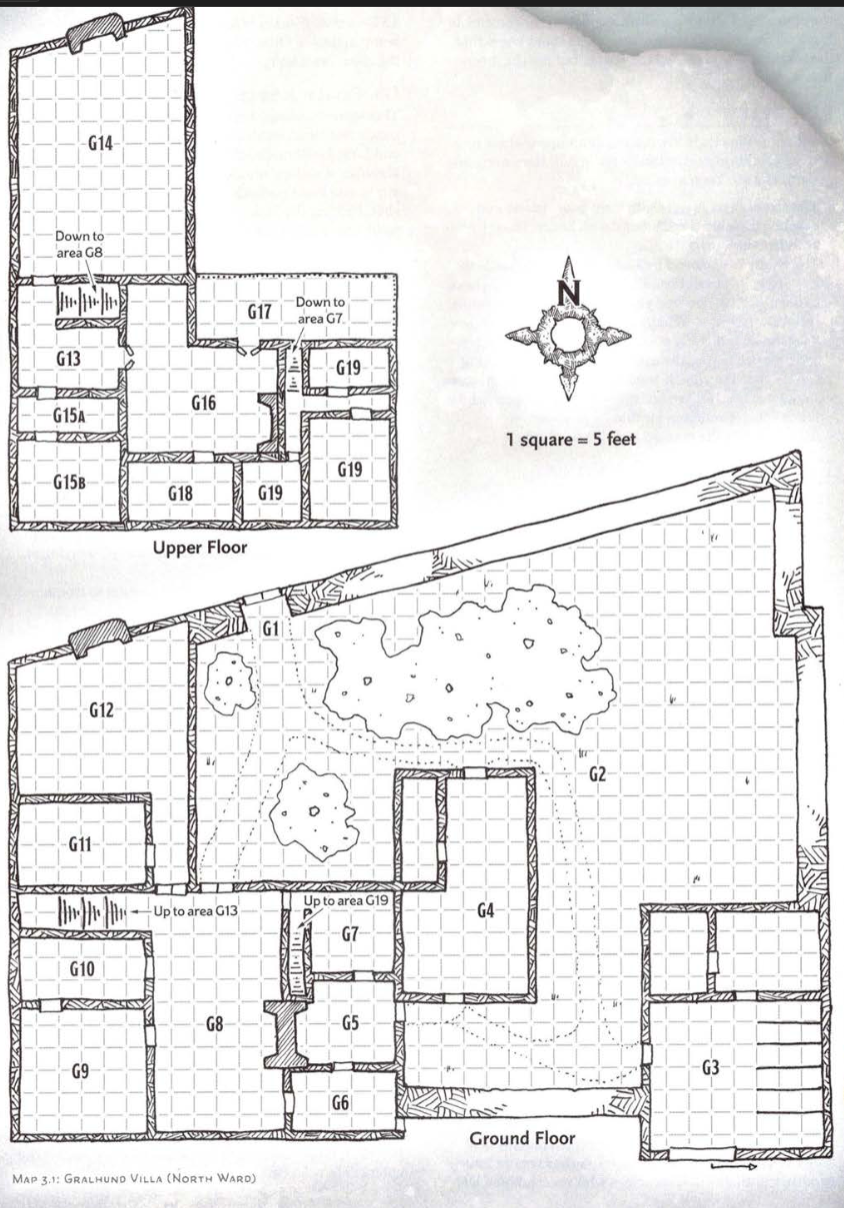 G14
Down to
area G8
G17
Down to
area G7
G13
G19
G16
G15A
G15B
G18
G19
G19
Upper Floor
N
1 square = 5 feet
G1
G12
G2
G11
Up to area G13
Up to area G19
G7
G4
G10
G8
G5
G9
G3
G6
Ground Floor
MAP 3.1: GRALHUND VILLA (NORTH WARD)